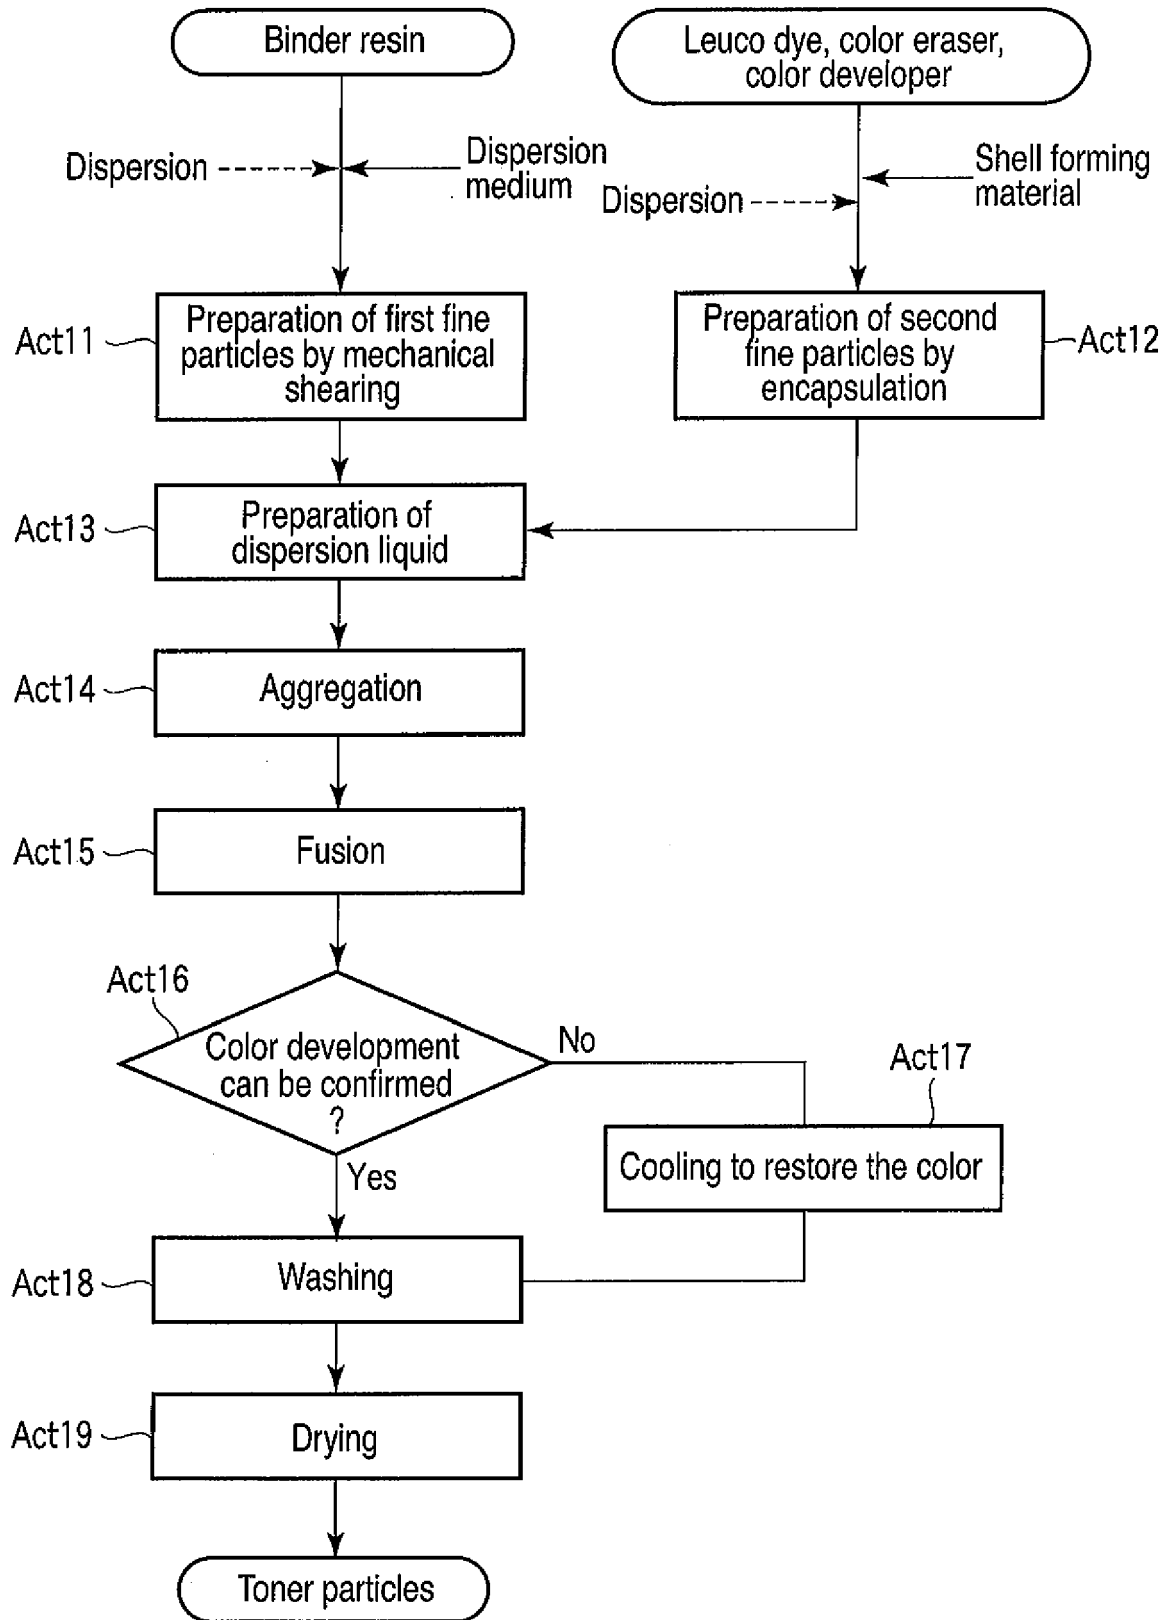 Binder resin
Leuco dye, color eraser,
color developer
Dispersion
Dispersion
medium
Shell forming
material
Dispersion
Act11
Preparation of first fine
particles by mechanical
shearing
Preparation of second
fine particles by
encapsulation
Act12
Act13
Preparation of
dispersion liquid
Act14
Aggregation
Act15
Fusion
Act16
Color development
can be confirmed
?
No
Yes
Act17
Cooling to restore the color
Act18
Washing
Act19
Drying
Toner particles